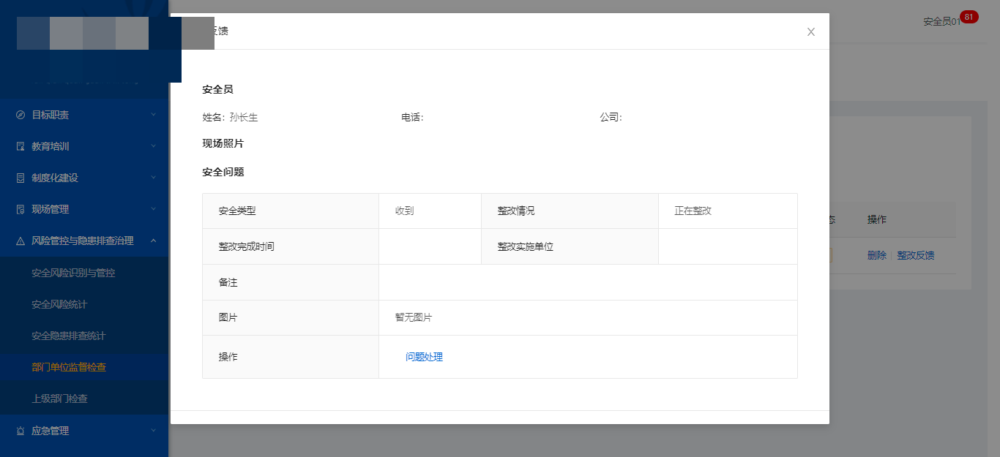 馈
安全员01
81
安全员
姓名: 孙长生
电话:
公司:
现场照片
安全问题
安全类型 收到 整改情况 正在整改
整改完成时间 整改实施单位
备注
图片 暂无图片
操作 问题处理
目标职责
教育培训
制度化建设
现场管理
风险管控与隐患排查治理
安全风险识别与管控
安全风险统计
安全隐患排查统计
部门单位监督检查
上级部门检查
应急管理
态 操作
删除 整改反馈